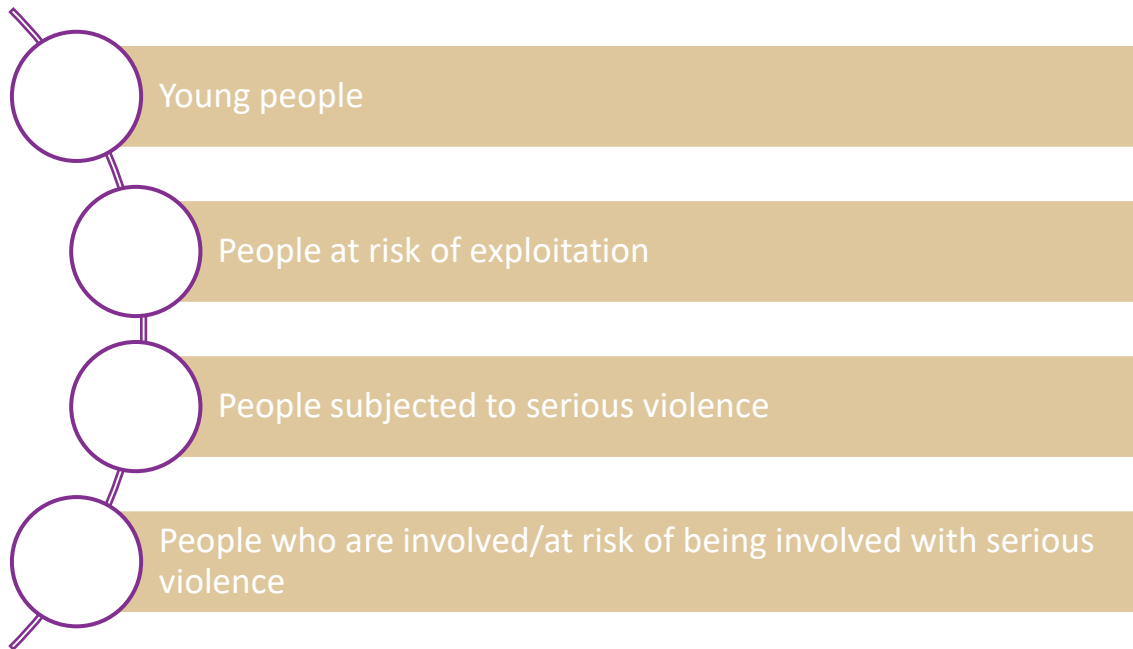 Young people
People at risk of exploitation
People subjected to serious violence
People who are involved/at risk of being involved with serious
violence